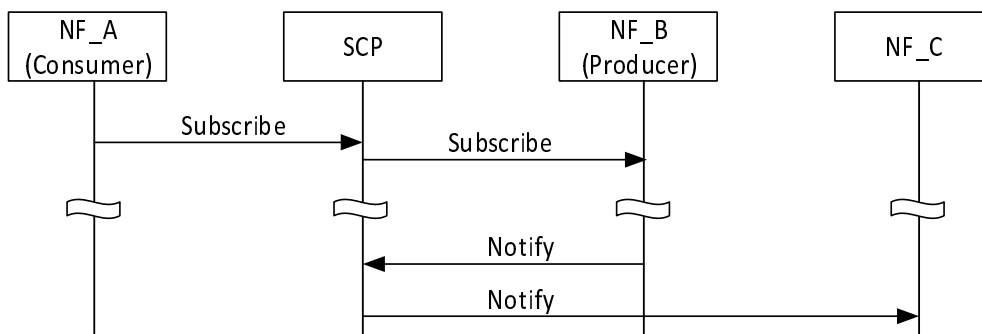 NF_A
(Consumer)
SCP
NF_B
(Producer)
NF_C
Subscribe
Subscribe
Notify
Notify